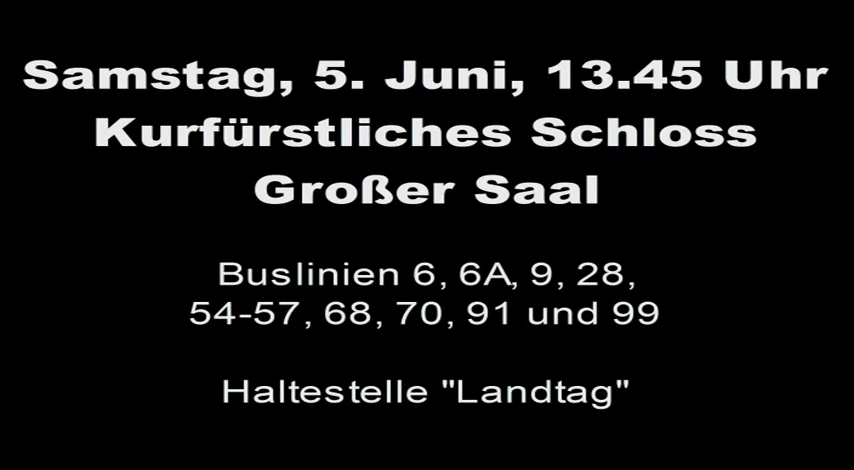 Samstag, 5. Juni, 13.45 Uhr
Kurfürstliches Schloss
Großer Saal
Buslinien 6, 6A, 9, 28,
54-57, 68, 70, 91 und 99
Haltestelle "Landtag"